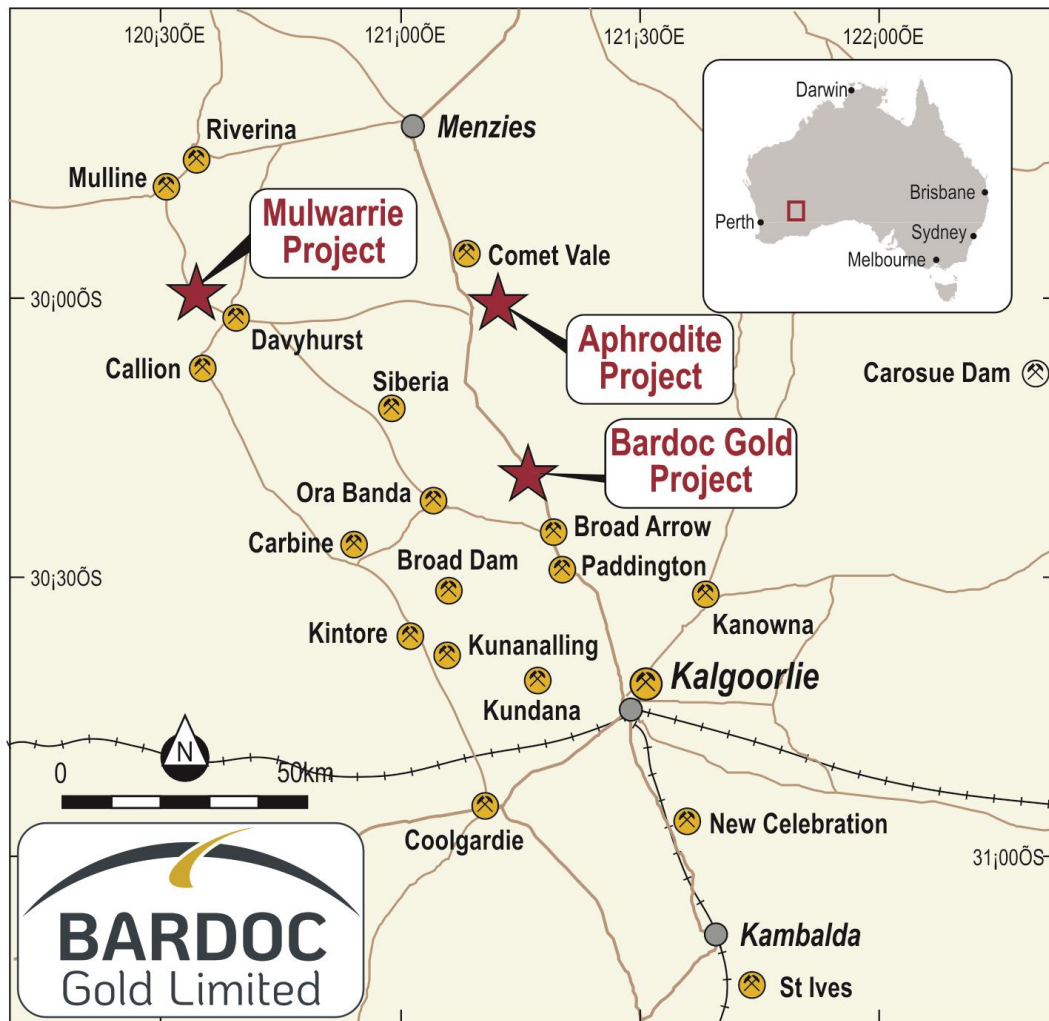 120¡30ÕE
121¡00ÕE
121¡30ÕE
122¡00ÕE
Darwin
Brisbane
Perth
Sydney
Melbourne
Menzies
Riverina
Mulline
Mulwarrie
Project
Comet Vale
30¡00ÕS
Davyhurst
Aphrodite
Project
Callion
Carosue Dam
Siberia
Bardoc Gold
Project
Ora Banda
Broad Arrow
Carbine
Broad Dam
Paddington
30¡30ÕS
Kanowna
Kintore
Kunanalling
Kalgoorlie
Kundana
N
0
50km
Coolgardie
New Celebration
31¡00ÕS
BARDOC
Gold Limited
Kambalda
St Ives